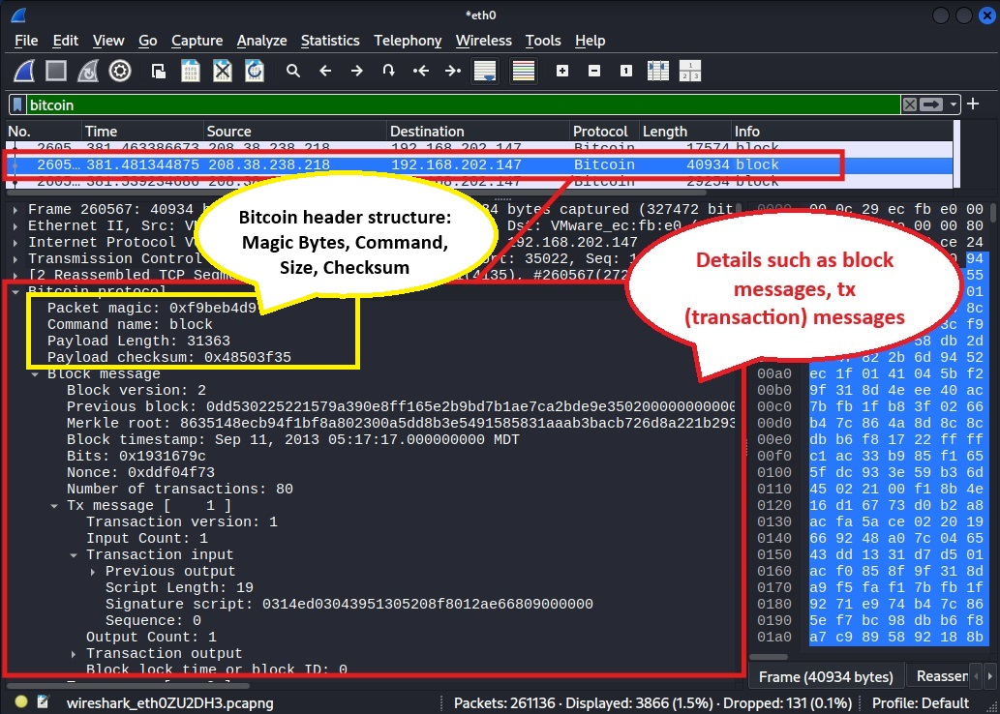 *eth0
File Edit View Go Capture Analyze Statistics Telephony Wireless Tools Help
bitcoin
No. Time Source Destination Protocol Length Info
2605 381.463386673 208.38.238.218 192.168.202.147 Bitcoin 17574 block
2605… 381.481344875 208.38.238.218 192.168.202.147 Bitcoin 40934 block
2605… 381.539234686 208.3 192.168.202.147 Bitcoin 29254 block
Frame 260567: 40934 b 4 bytes captured (327472 bit
Ethernet II, Src: VM Dst: VMware_ec:fb:e0 (
Internet Protocol V 192.168.202.147
Transmission Control rt: 35022, Seq: 1
[2 Reassembled TCP Segme (4135), #260567(272
Bitcoin header structure:
Magic Bytes, Command,
Size, Checksum
Details such as block
messages, tx
(transaction) messages
Bitcoin protocol
Packet magic: 0xf9beb4d9
Command name: block
Payload Length: 31363
Payload checksum: 0x48503f35
Block message
Block version: 2
Previous block: 0dd530225221579a390e8ff165e2b9bd7b1ae7ca2bde9e350200000000000
Merkle root: 8635148ecb94f1bf8a802300a5dd8b3e5491585831aaab3bacb726d8a221b293
Block timestamp: Sep 11, 2013 05:17:17.000000000 MDT
Bits: 0x1931679c
Nonce: 0xddf04f73
Number of transactions: 80
Tx message [ 1 ]
Transaction version: 1
Input Count: 1
Transaction input
Previous output
Script Length: 19
Signature script: 0314ed03043951305208f8012ae66809000000
Sequence: 0
Output Count: 1
Transaction output
Block lock time or block ID: 0
0000 00 0c 29 ec fb e0 00
00 00 80
ce 24
94
55
01
8c
f9
58 db 2d
82 2b 6d 94 52
00a0 ec 1f 01 41 04 5b f2
00b0 9f 31 8d 4e ee 40 ac
00c0 7b fb 1f b8 3f 02 66
00d0 b4 7c 86 4a 8d 8c 8c
00e0 db b6 f8 17 22 ff ff
00f0 c1 ac 33 b9 85 f1 65
0100 5f dc 93 3e 59 b3 6d
0110 45 02 21 00 f1 8b 4e
0120 16 d1 67 73 d0 b2 a8
0130 ac fa 5a ce 02 20 19
0140 66 92 48 a0 7c 04 65
0150 43 dd 13 31 d7 d5 01
0160 ac f0 85 8f 9f 31 8d
0170 a9 f5 fa f1 7b fb 1f
0180 92 71 e9 74 b4 7c 86
0190 5e f7 bc 98 db b6 f8
01a0 a7 c9 89 58 92 18 8b
Frame (40934 bytes) Reassen
wireshark_eth0ZU2DH3.pcapng Packets: 261136 · Displayed: 3866 (1.5%) · Dropped: 131 (0.1%) Profile: Default